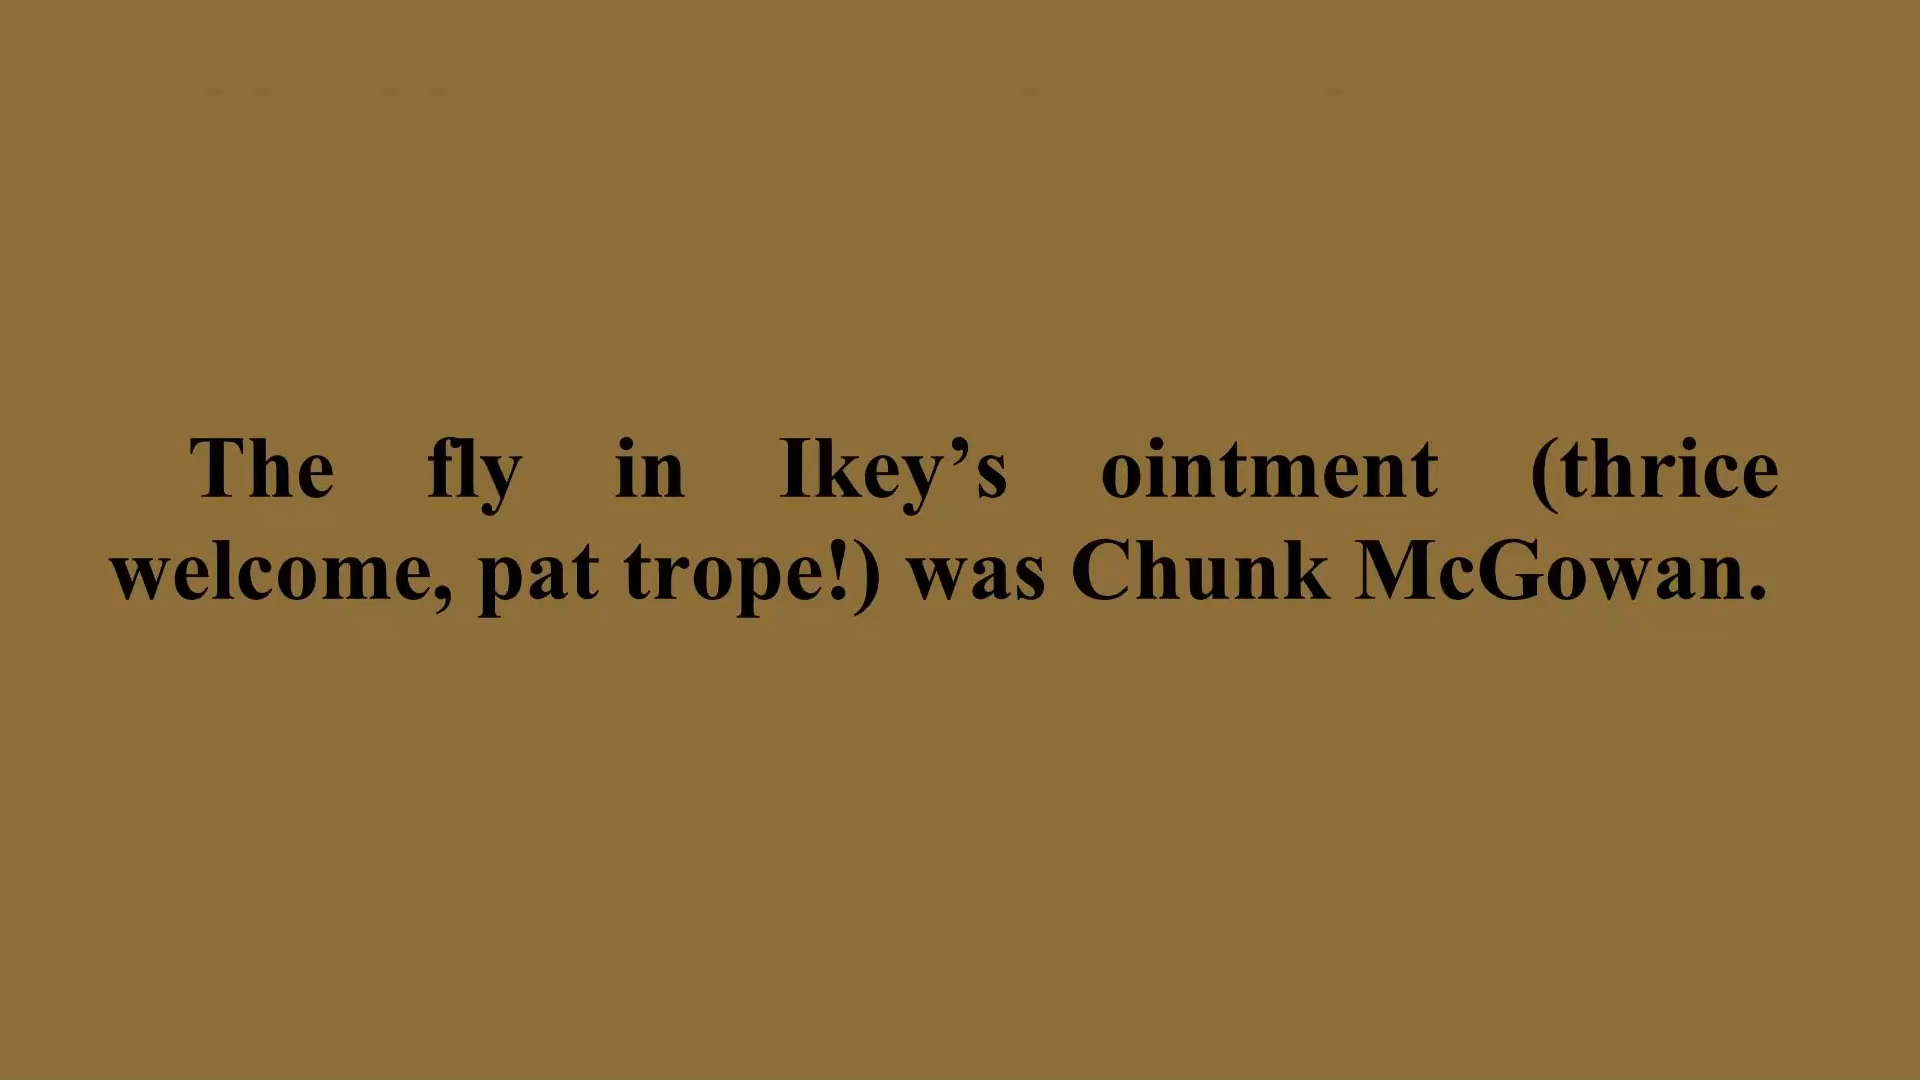 The fly in Ikey’s ointment (thrice
welcome, pat trope!) was Chunk McGowan.